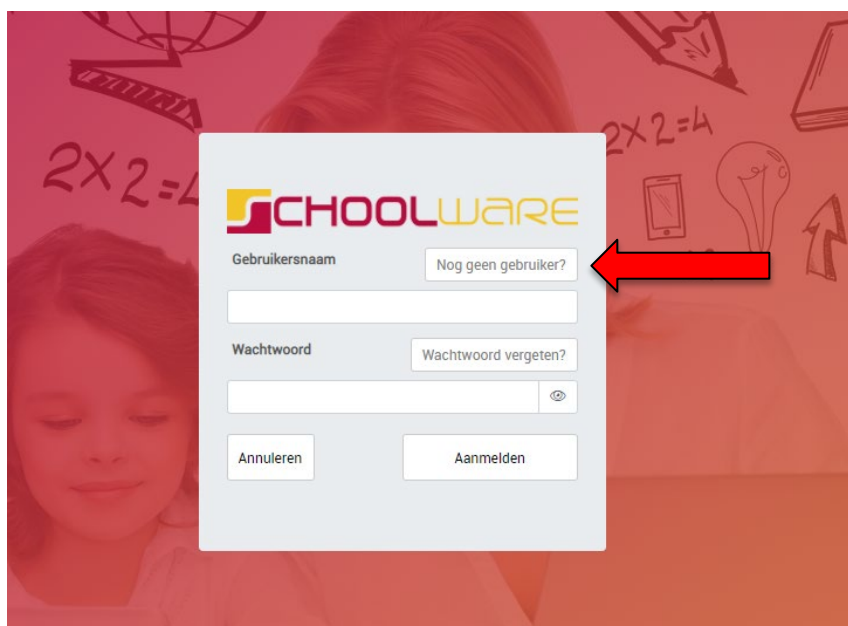 2X2=4
2X2=4
SCHOOLWARE
Gebruikersnaam
Nog geen gebruiker?
Wachtwoord
Wachtwoord vergeten?
Annuleren
Aanmelden